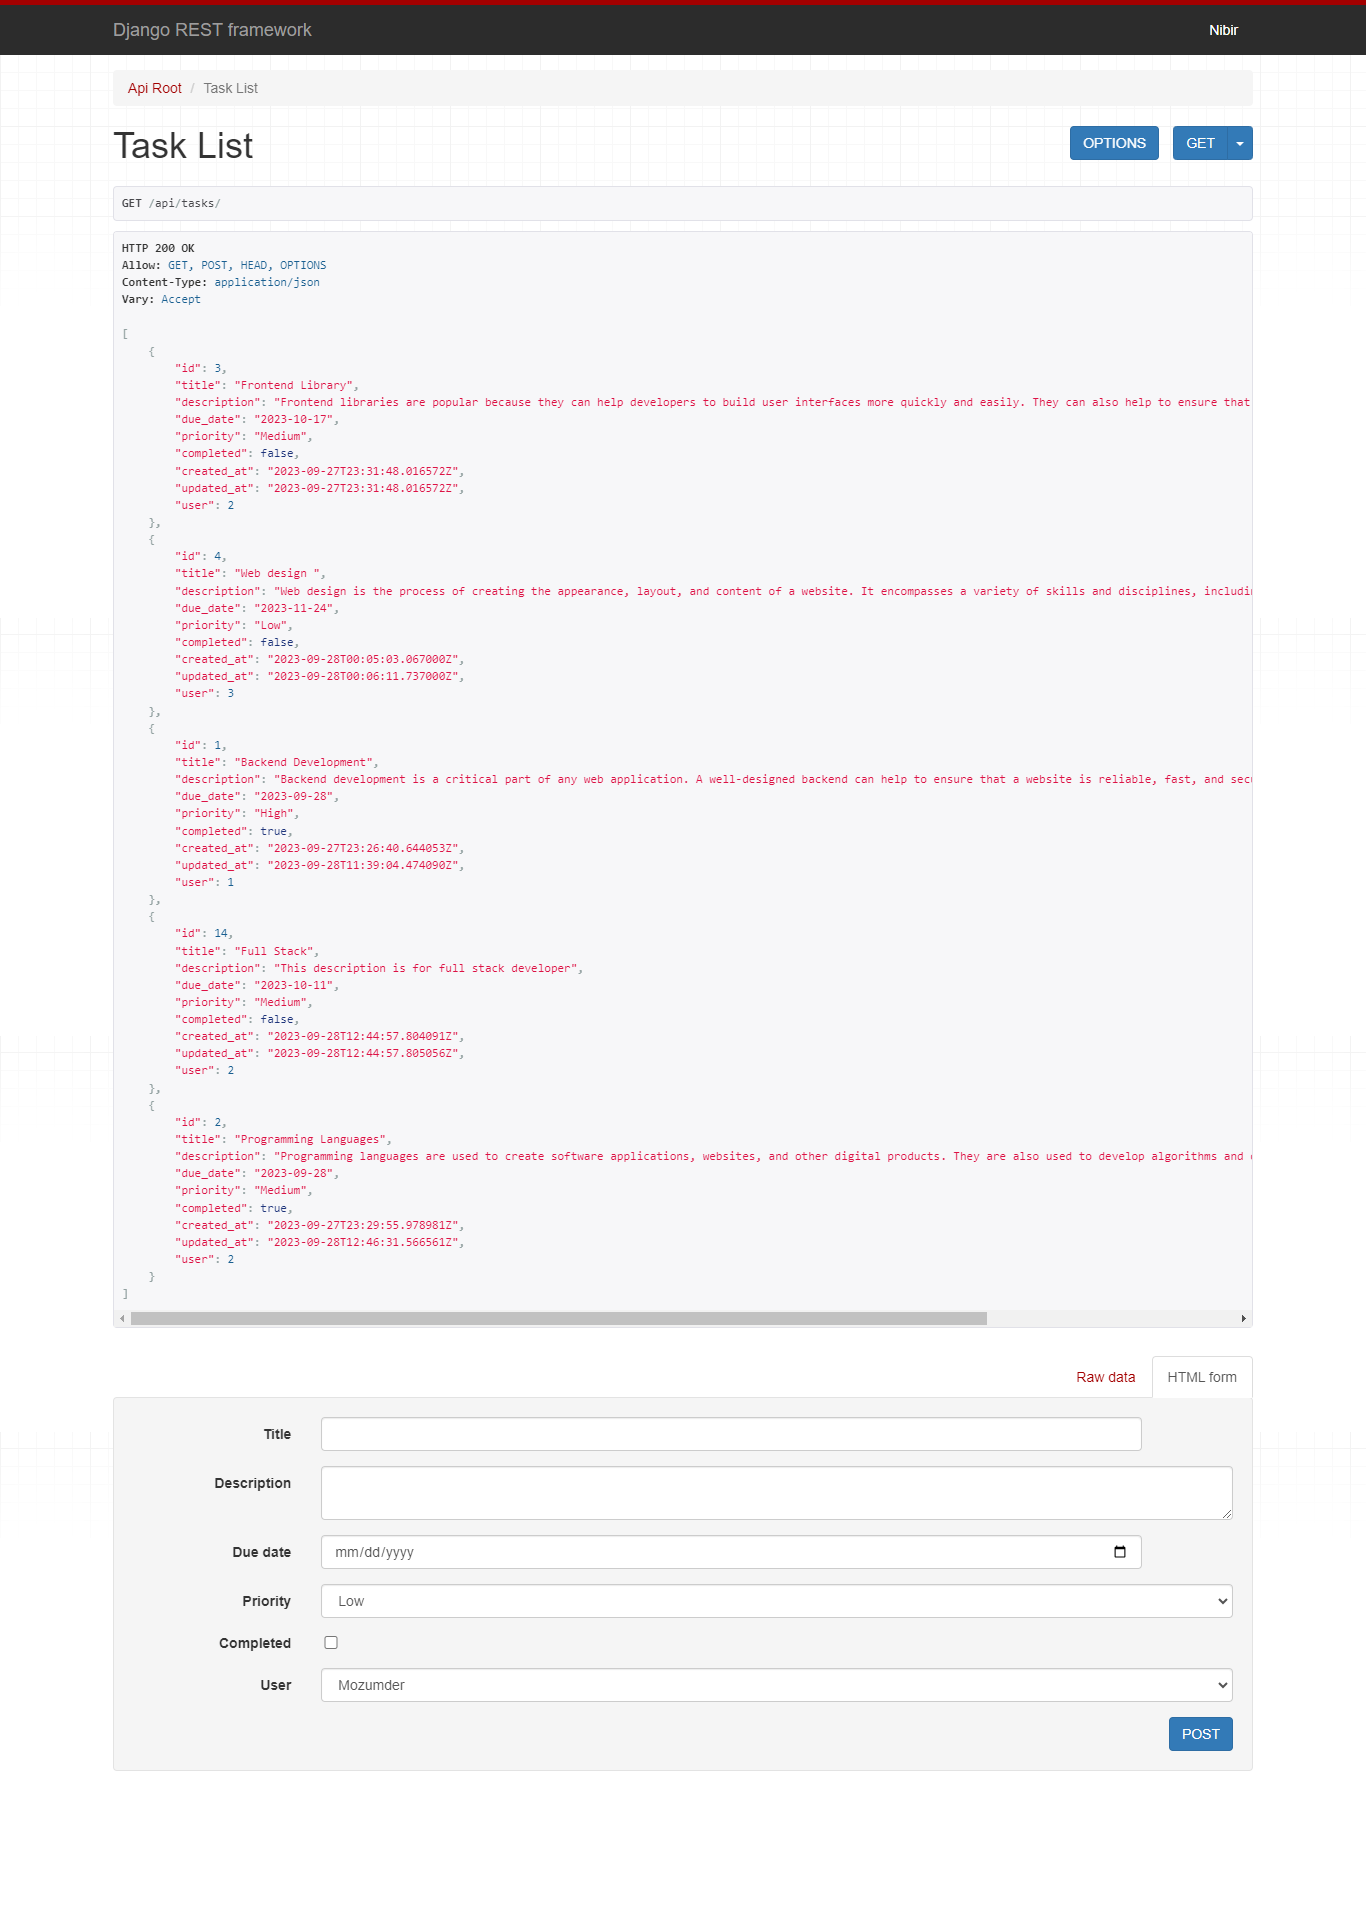 Django REST framework
Nibir
Api Root / Task List
Task List
OPTIONS
GET
GET /api/tasks/
HTTP 200 OK
Allow: GET, POST, HEAD, OPTIONS
Content-Type: application/json
Vary: Accept
[
    {
        "id": 3,
        "title": "Frontend Library",
        "description": "Frontend libraries are popular because they can help developers to build user interfaces more quickly and easily. They can also help to ensure that
        "due_date": "2023-10-17",
        "priority": "Medium",
        "completed": false,
        "created_at": "2023-09-27T23:31:48.016572Z",
        "updated_at": "2023-09-27T23:31:48.016572Z",
        "user": 2
    },
    {
        "id": 4,
        "title": "Web design ",
        "description": "Web design is the process of creating the appearance, layout, and content of a website. It encompasses a variety of skills and disciplines,
        "due_date": "2023-11-24",
        "priority": "Low",
        "completed": false,
        "created_at": "2023-09-28T00:05:03.067000Z",
        "updated_at": "2023-09-28T00:06:11.737000Z",
        "user": 3
    },
    {
        "id": 1,
        "title": "Backend Development",
        "description": "Backend development is a critical part of any web application. A well-designed backend can help to ensure that a website is reliable, fast, and
        "due_date": "2023-09-28",
        "priority": "High",
        "completed": true,
        "created_at": "2023-09-27T23:26:40.644053Z",
        "updated_at": "2023-09-28T11:39:04.474090Z",
        "user": 1
    },
    {
        "id": 14,
        "title": "Full Stack",
        "description": "This description is for full stack developer",
        "due_date": "2023-10-11",
        "priority": "Medium",
        "completed": false,
        "created_at": "2023-09-28T12:44:57.804091Z",
        "updated_at": "2023-09-28T12:44:57.805056Z",
        "user": 2
    },
    {
        "id": 2,
        "title": "Programming Languages",
        "description": "Programming languages are used to create software applications, websites, and other digital products. They are also used to develop algorithms and
        "due_date": "2023-09-28",
        "priority": "Medium",
        "completed": true,
        "created_at": "2023-09-27T23:29:55.978981Z",
        "updated_at": "2023-09-28T12:46:31.566561Z",
        "user": 2
    }
]
Raw data
HTML form
Title
Description
Due date
mm/dd/yyyy
Priority
Low
Completed
User
Mozumder
POST